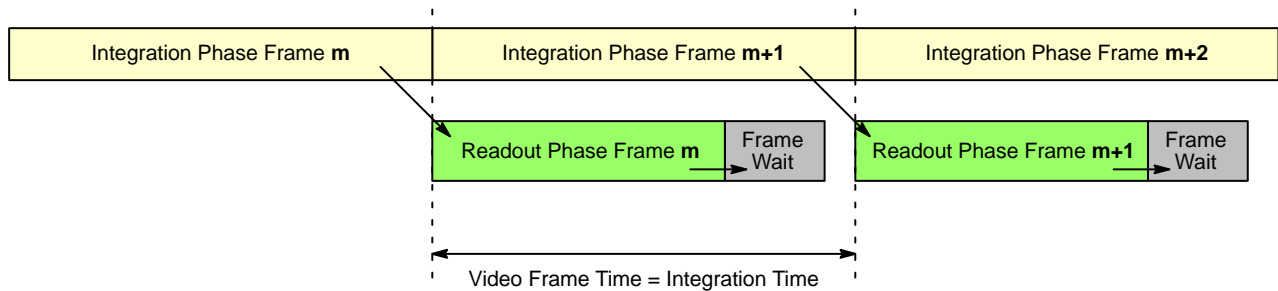 Integration Phase Frame m
Integration Phase Frame m+1
Integration Phase Frame m+2
Readout Phase Frame m
Frame
Wait
Readout Phase Frame m+1
Frame
Wait
Video Frame Time = Integration Time